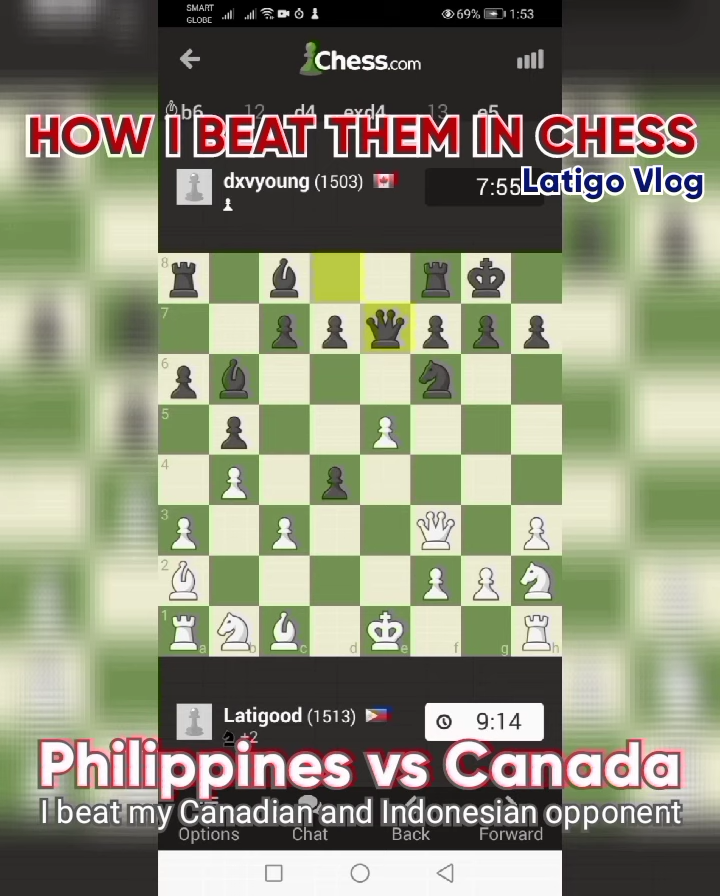 SMART
GLOBE
69% 1:53
Chess.com
b6 12 d4 exd4 13 e5
HOW I BEAT THEM IN CHESS
dxvyoung (1503) 7:55
Latigo Vlog
8
7
6
5
4
3
2
1
a b c d e f g h
Latigood (1513) 9:14
+2
Philippines vs Canada
I beat my Canadian and Indonesian opponent
Options Chat Back Forward